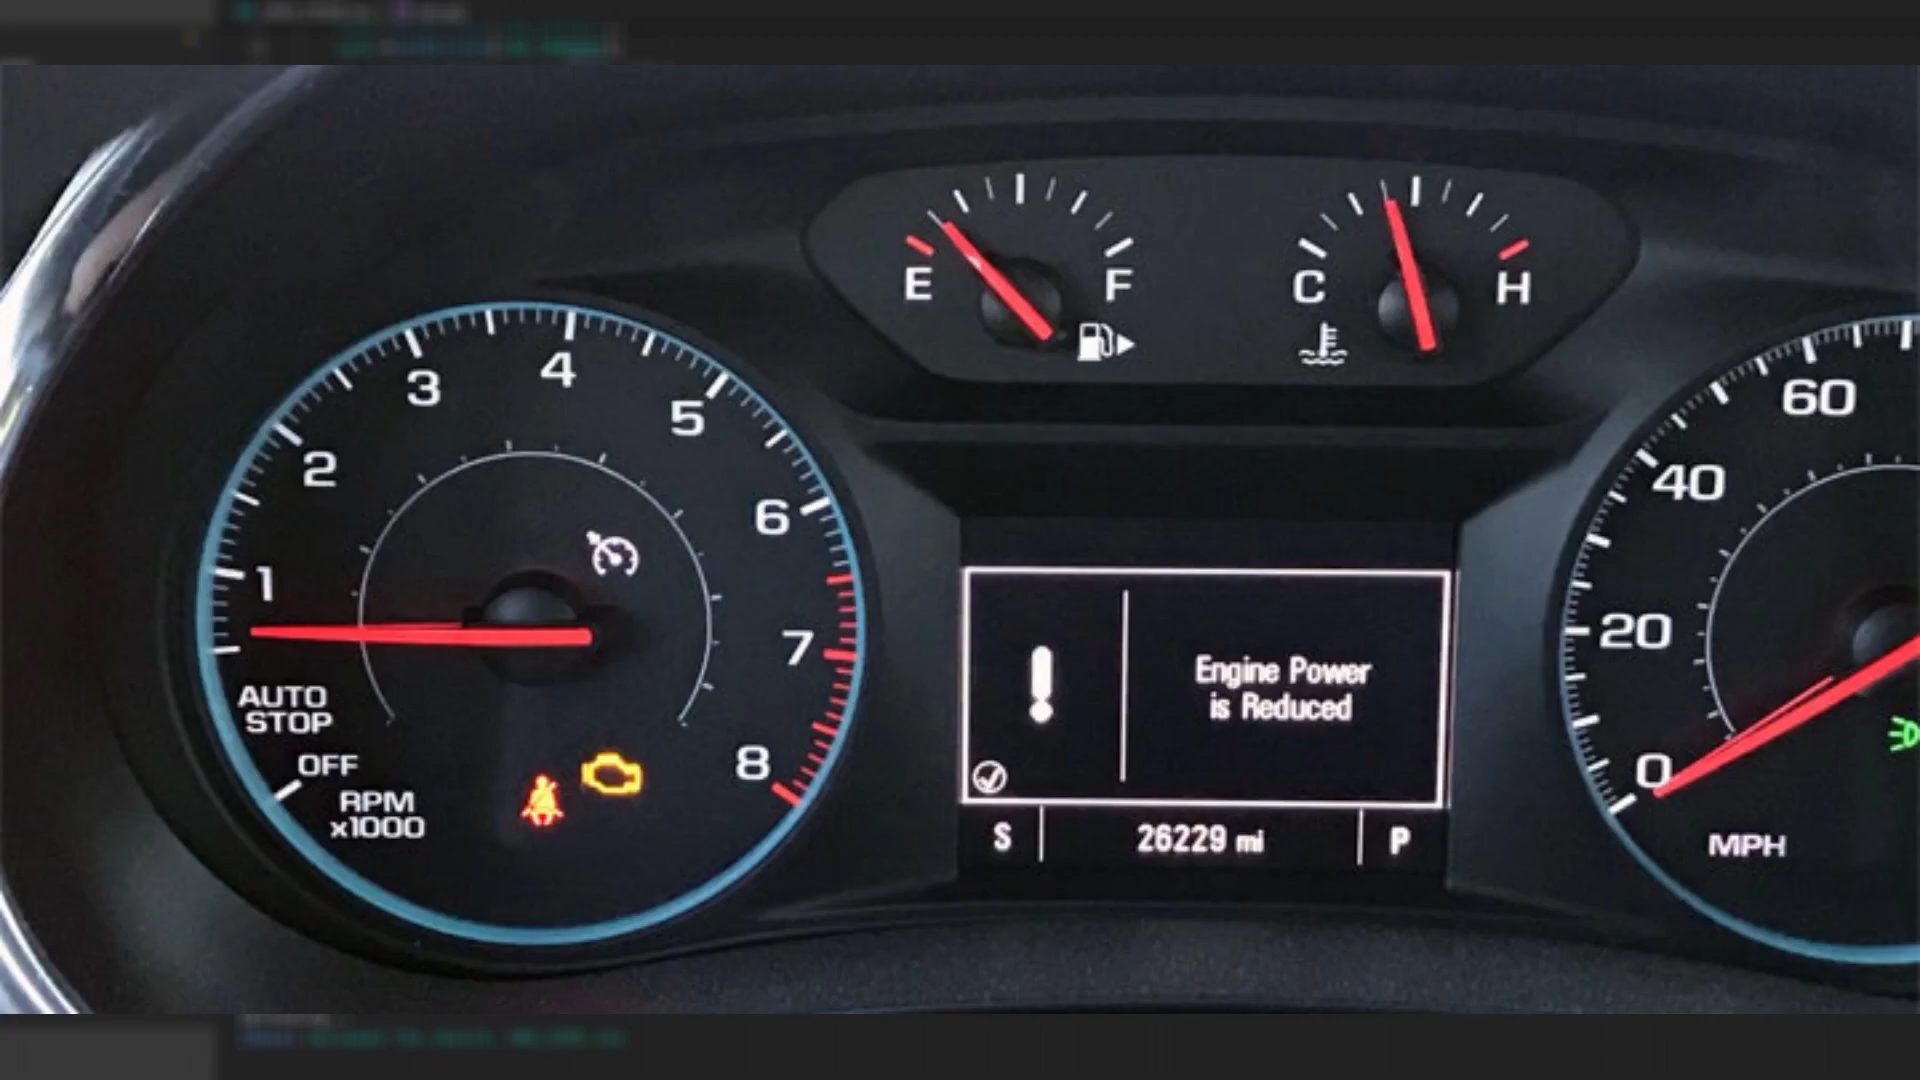 E
F
C
H
1
2
3
4
5
6
7
8
AUTO
STOP
OFF
RPM
x1000
Engine Power
is Reduced
S
26229 mi
P
60
40
20
0
MPH